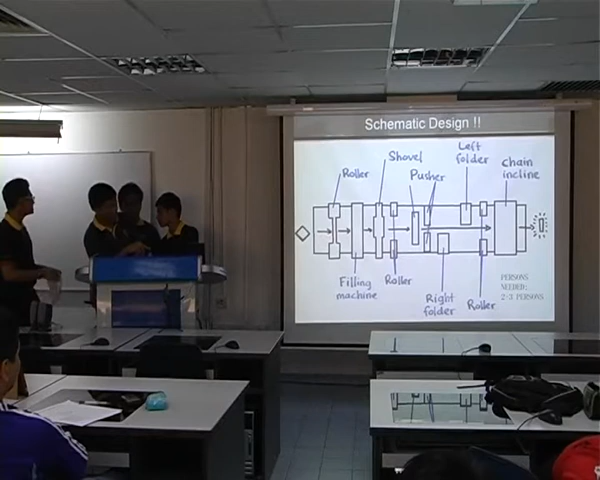 Schematic Design !!
Roller
Shovel
Pusher
Left
folder
chain
incline
Filling
machine
Roller
Right
folder
Roller
PERSONS
NEEDED:
2-3 PERSONS